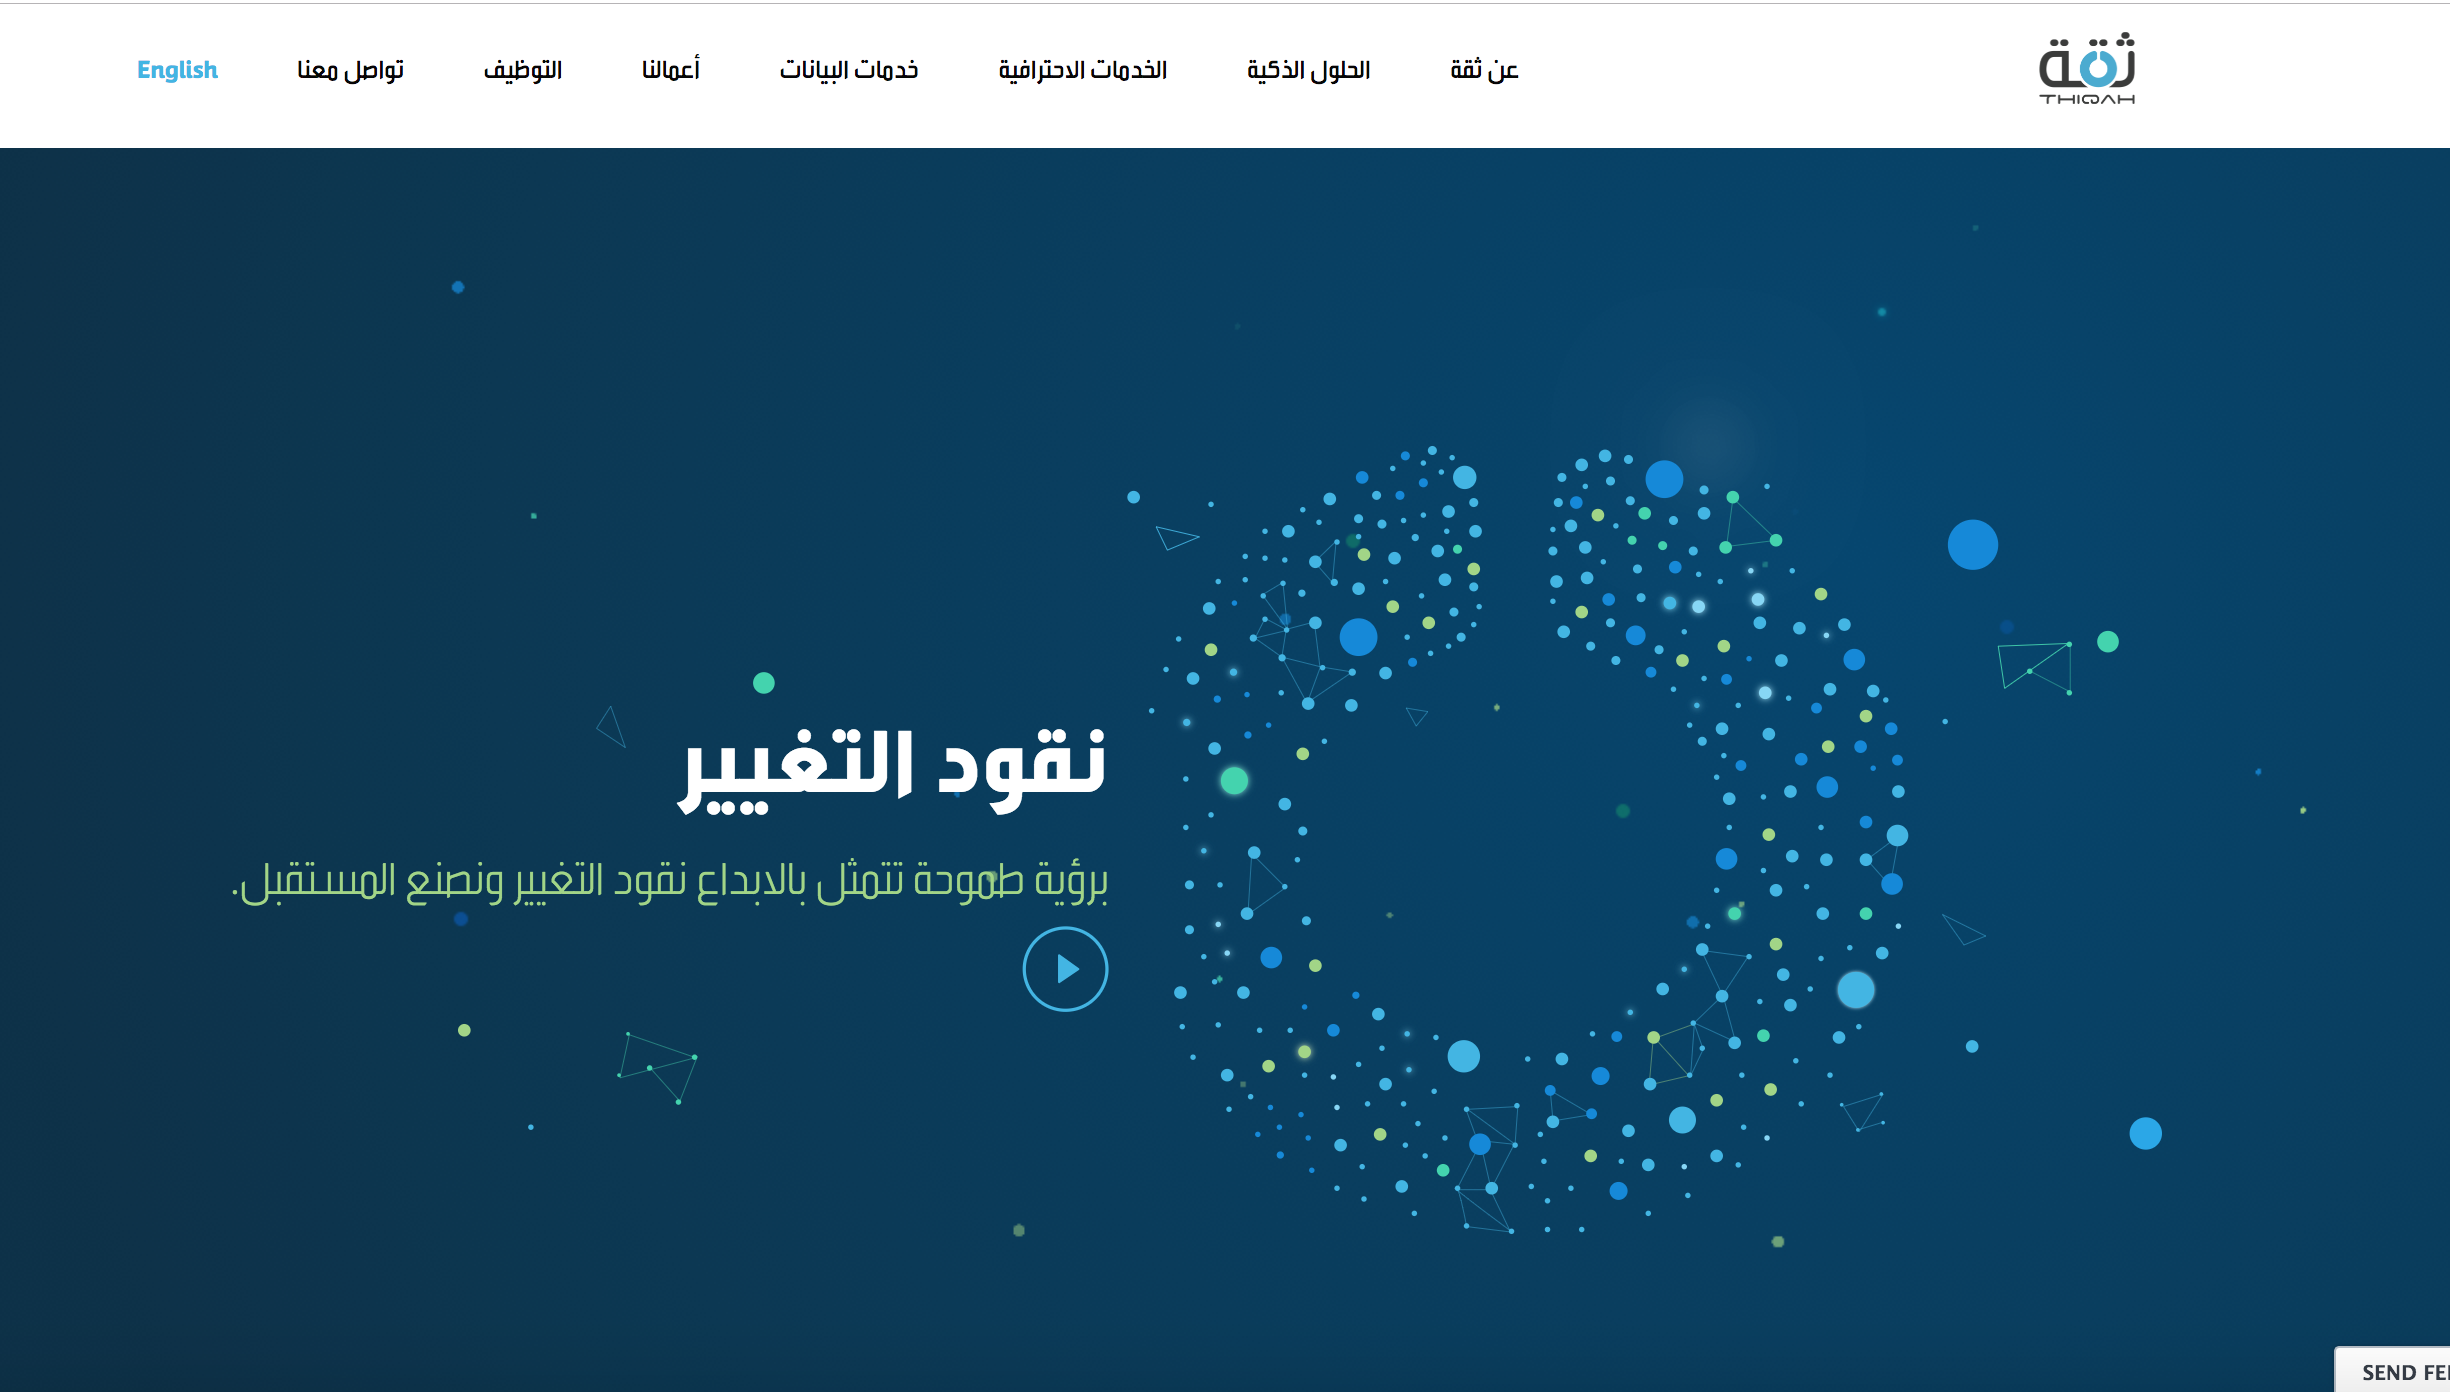 ثقة
THIQAH
عن ثقة
الحلول الذكية
الخدمات الاحترافية
خدمات البيانات
أعمالنا
التوظيف
تواصل معنا
English
نقود التغيير
برؤية طموحة تتمثل بالابداع نقود التغيير ونصنع المستقبل.
SEND FE